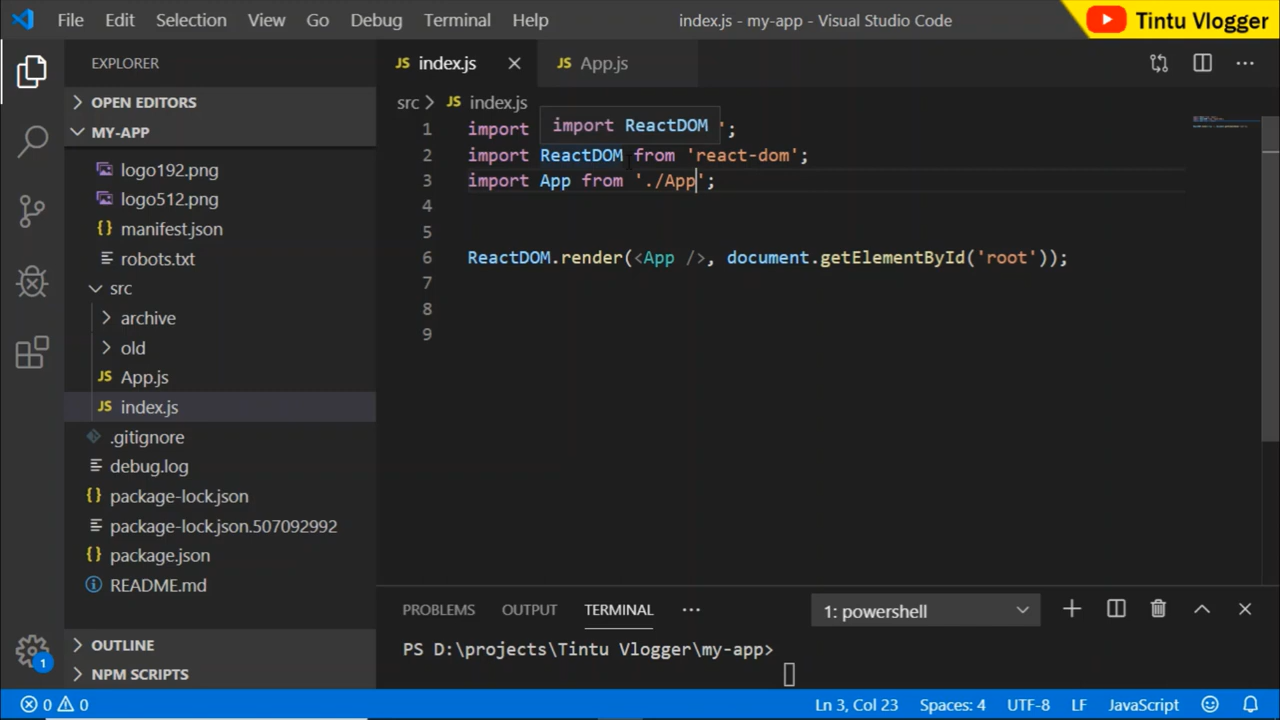 File Edit Selection View Go Debug Terminal Help
index.js - my-app - Visual Studio Code
Tintu Vlogger
EXPLORER
OPEN EDITORS
MY-APP
logo192.png
logo512.png
manifest.json
robots.txt
src
archive
old
JS App.js
JS index.js
.gitignore
debug.log
{} package-lock.json
package-lock.json.507092992
{} package.json
README.md
OUTLINE
NPM SCRIPTS
1
JS index.js
JS App.js
src > JS index.js
import ReactDOM
1 import ';
2 import ReactDOM from 'react-dom';
3 import App from './App';
4
5
6 ReactDOM.render(<App />, document.getElementById('root'));
7
8
9
PROBLEMS OUTPUT TERMINAL ···
1: powershell
PS D:\projects\Tintu Vlogger\my-app>
0 0
Ln 3, Col 23 Spaces: 4 UTF-8 LF JavaScript